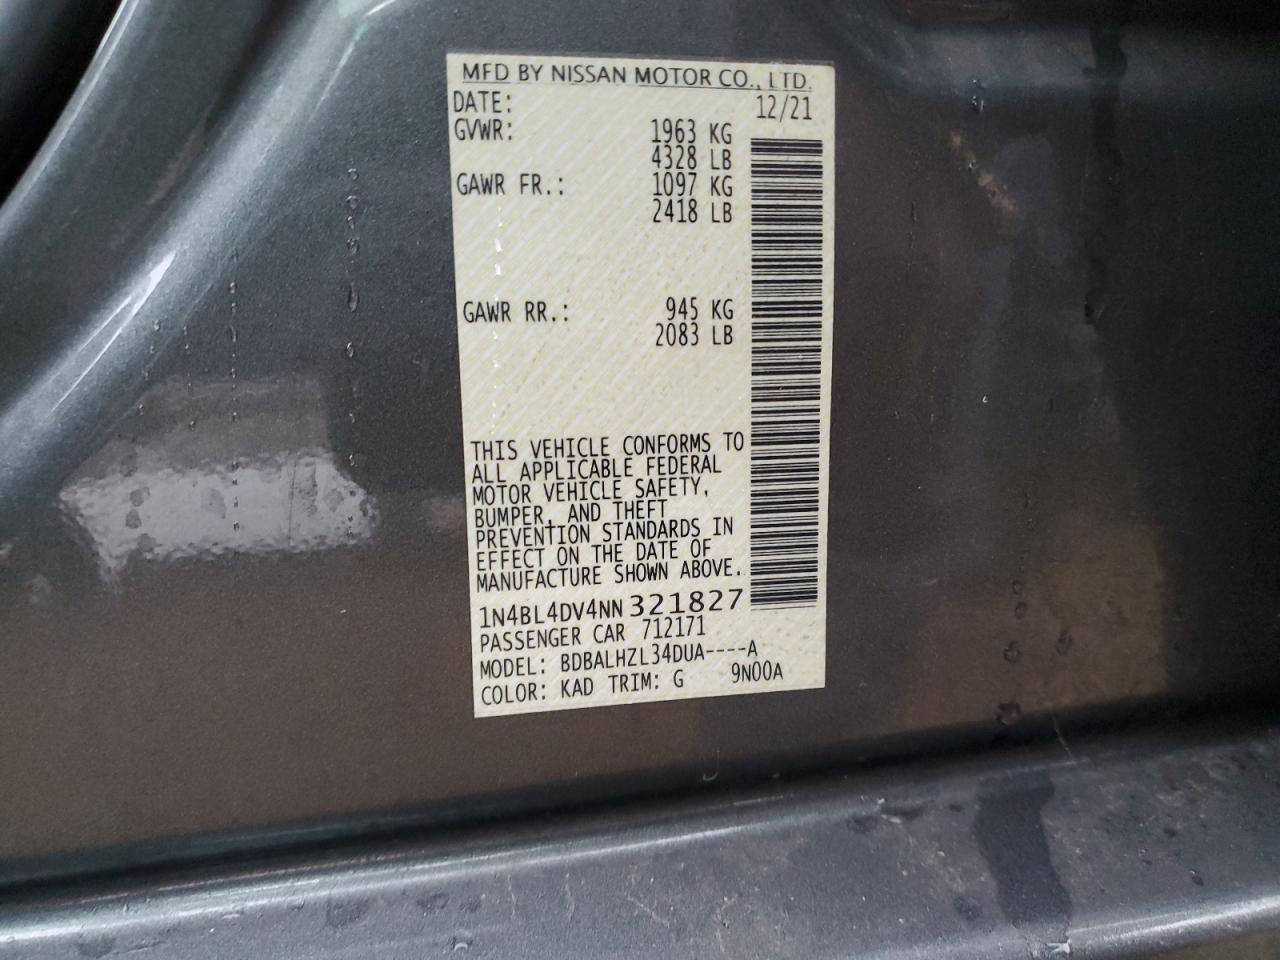 MFD BY NISSAN MOTOR CO., LTD.
DATE: 12/21
GVWR: 1963 KG
4328 LB
GAWR FR.: 1097 KG
2418 LB
GAWR RR.: 945 KG
2083 LB
THIS VEHICLE CONFORMS TO
ALL APPLICABLE FEDERAL
MOTOR VEHICLE SAFETY,
BUMPER, AND THEFT
PREVENTION STANDARDS IN
EFFECT ON THE DATE OF
MANUFACTURE SHOWN ABOVE.
1N4BL4DV4NN321827
PASSENGER CAR 712171
MODEL: BDBALHZL34DUA----A
COLOR: KAD TRIM: G 9N00A